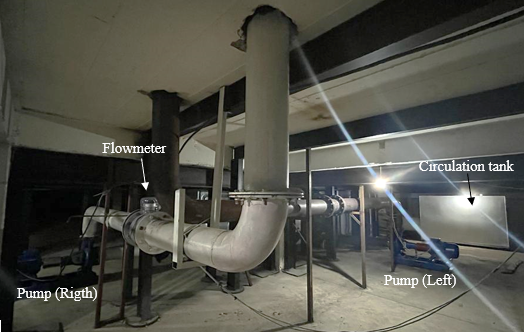 Flowmeter
Circulation tank
Pump (Rigth)
Pump (Left)